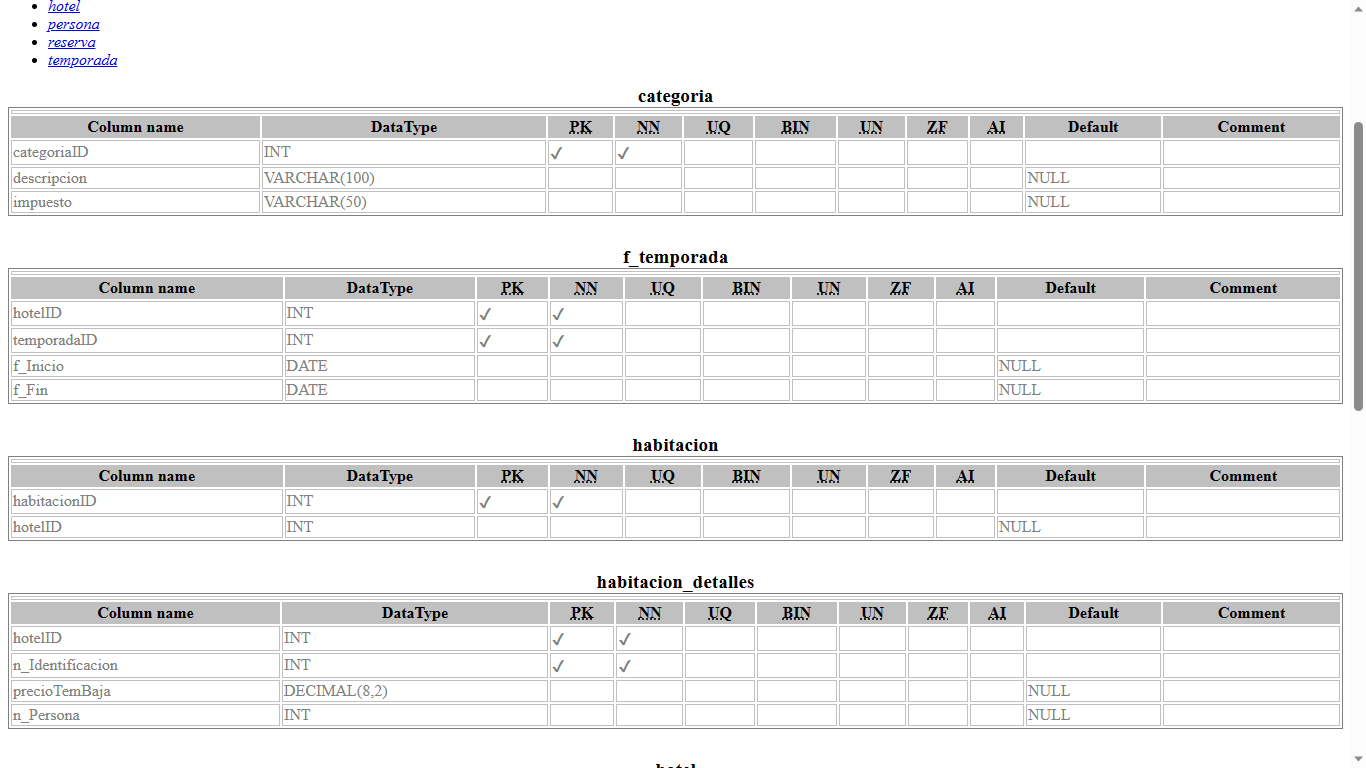 hotel
persona
reserva
temporada
categoria
Column name DataType PK NN UQ BIN UN ZF AI Default Comment
categoriaID INT ✓ ✓
descripcion VARCHAR(100) NULL
impuesto VARCHAR(50) NULL
f_temporada
Column name DataType PK NN UQ BIN UN ZF AI Default Comment
hotelID INT ✓ ✓
temporadaID INT ✓ ✓
f_Inicio DATE NULL
f_Fin DATE NULL
habitacion
Column name DataType PK NN UQ BIN UN ZF AI Default Comment
habitacionID INT ✓ ✓
hotelID INT NULL
habitacion_detalles
Column name DataType PK NN UQ BIN UN ZF AI Default Comment
hotelID INT ✓ ✓
n_Identificacion INT ✓ ✓
precioTemBaja DECIMAL(8,2) NULL
n_Persona INT NULL
hotel